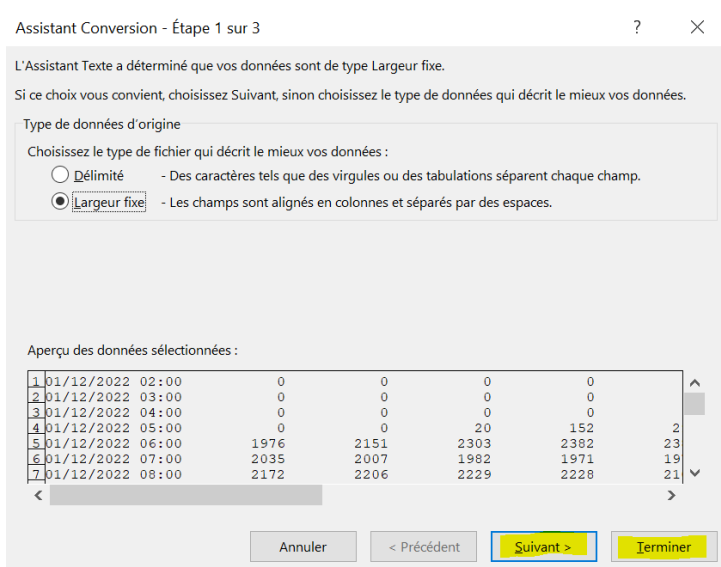 Assistant Conversion - Étape 1 sur 3 ? ×
L'Assistant Texte a déterminé que vos données sont de type Largeur fixe.
Si ce choix vous convient, choisissez Suivant, sinon choisissez le type de données qui décrit le mieux vos données.
Type de données d'origine
Choisissez le type de fichier qui décrit le mieux vos données :
Délimité - Des caractères tels que des virgules ou des tabulations séparent chaque champ.
Largeur fixe - Les champs sont alignés en colonnes et séparés par des espaces.
Aperçu des données sélectionnées :
1 01/12/2022 02:00 0 0 0 0
2 01/12/2022 03:00 0 0 0 0
3 01/12/2022 04:00 0 0 0 0
4 01/12/2022 05:00 0 0 20 152 2
5 01/12/2022 06:00 1976 2151 2303 2382 23
6 01/12/2022 07:00 2035 2007 1982 1971 19
7 01/12/2022 08:00 2172 2206 2229 2228 21
Annuler < Précédent Suivant > Terminer